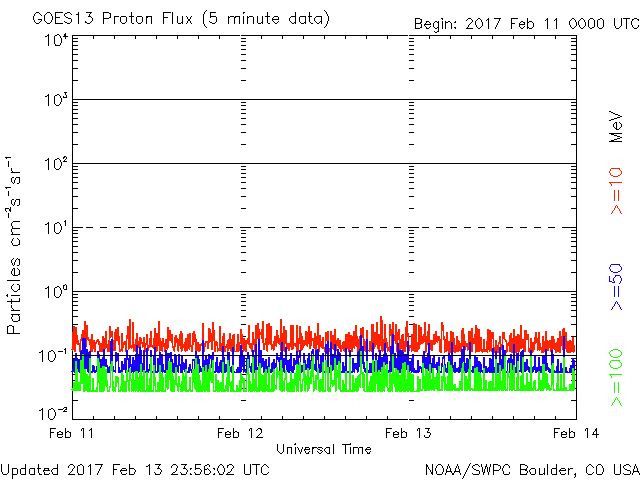 GOES13 Proton Flux (5 minute data)
Begin: 2017 Feb 11 0000 UTC
Particles cm⁻²s⁻¹sr⁻¹
10⁴
10³
10²
10¹
10⁰
10⁻¹
10⁻²
MeV
>=10
>=50
>=100
Feb 11
Feb 12
Feb 13
Feb 14
Universal Time
Updated 2017 Feb 13 23:56:02 UTC
NOAA/SWPC Boulder, CO USA